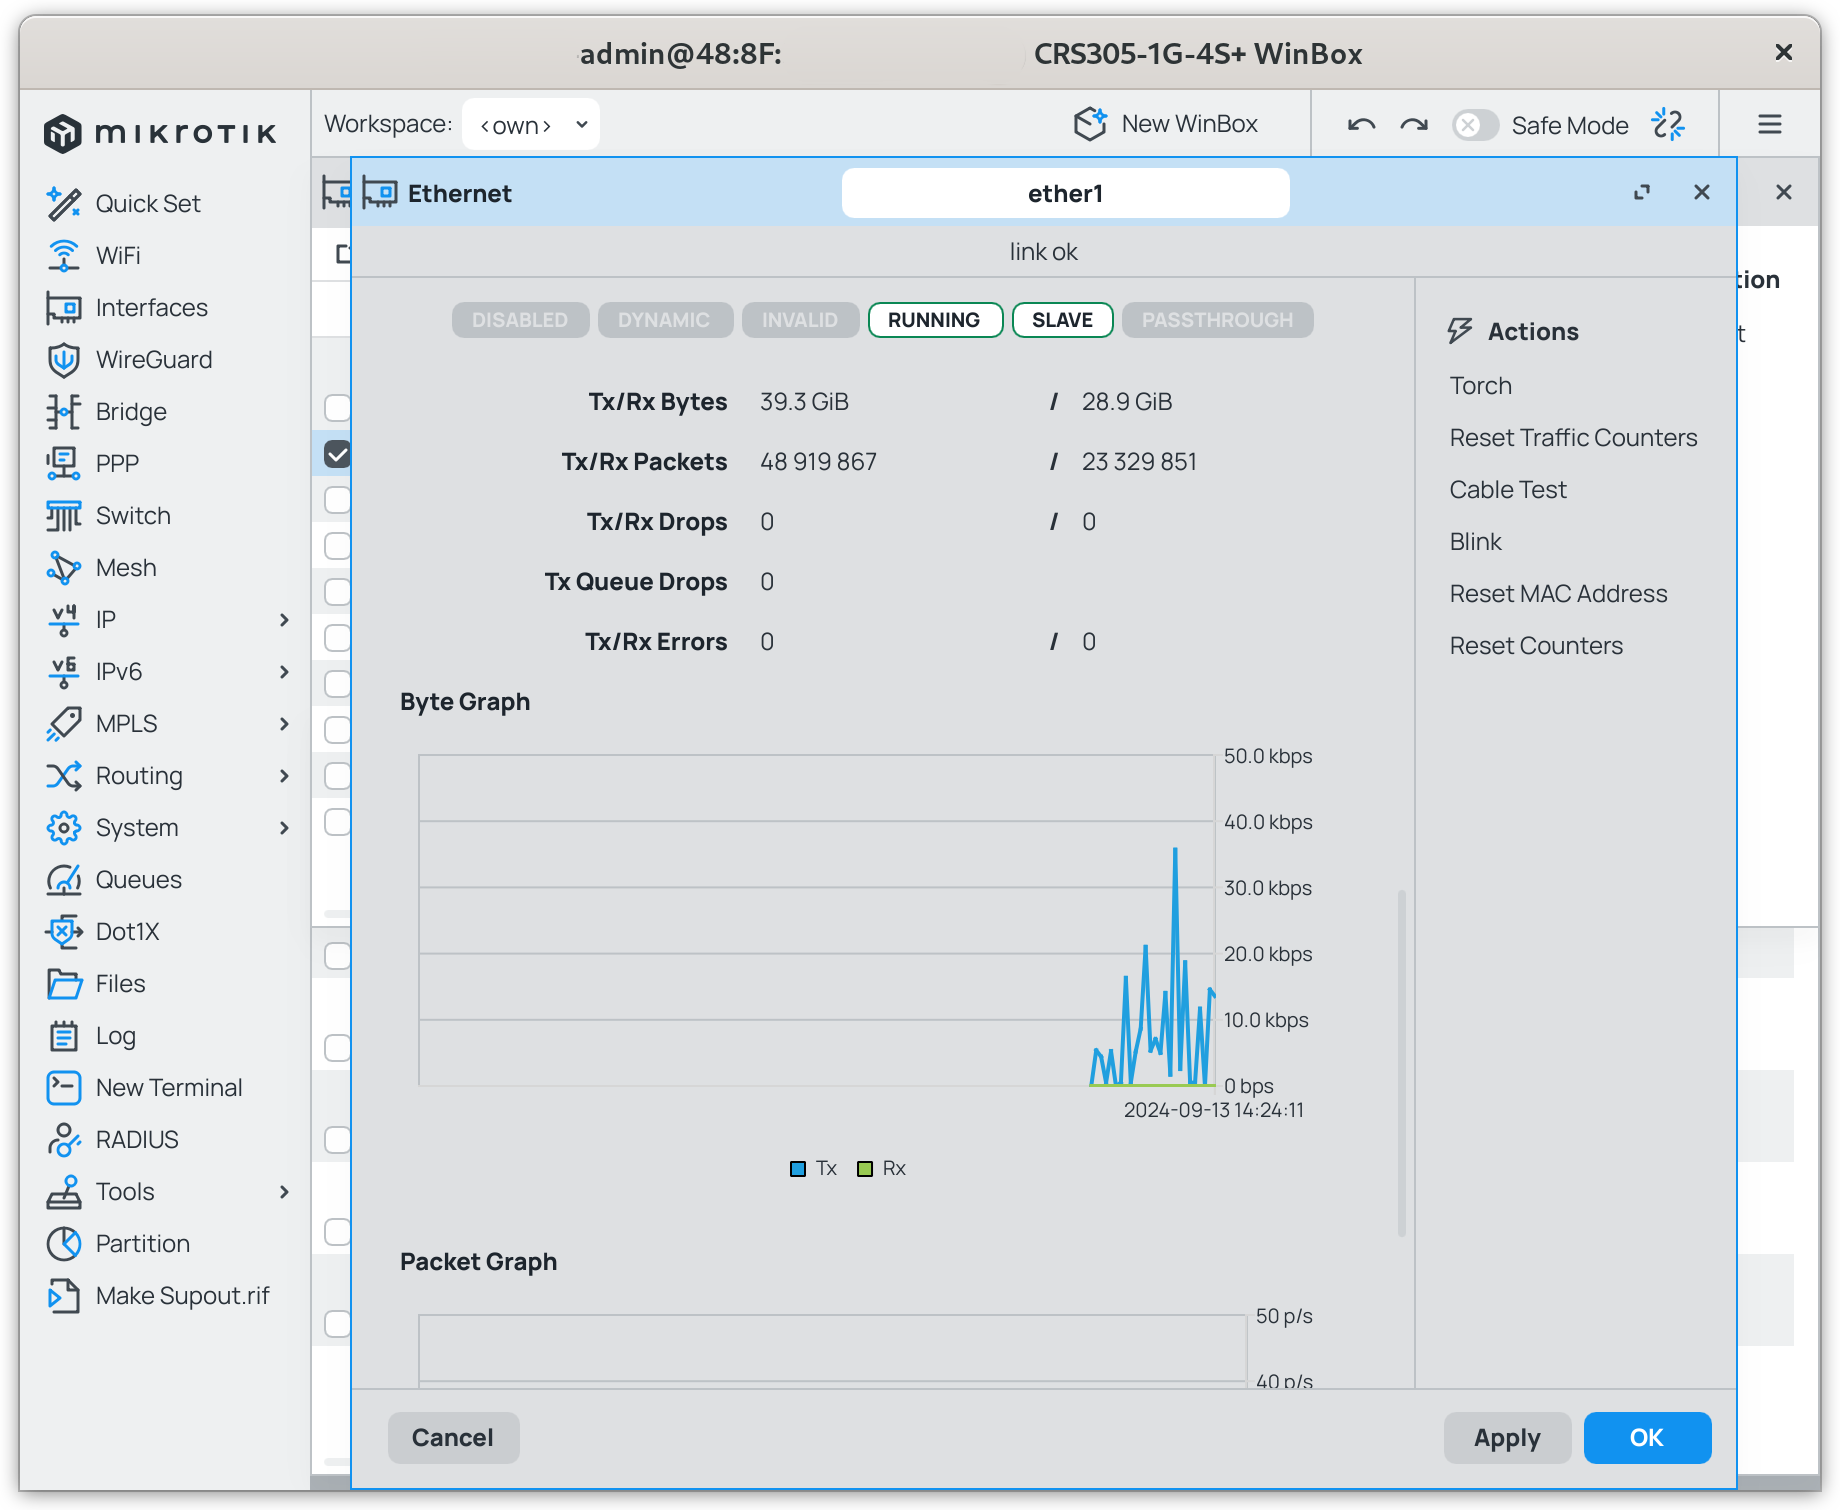 admin@48:8F: CRS305-1G-4S+ WinBox
MIKROTIK
Workspace: <own> New WinBox Safe Mode
Quick Set
WiFi
Interfaces
WireGuard
Bridge
PPP
Switch
Mesh
v4 IP
v6 IPv6
MPLS
Routing
System
Queues
Dot1X
Files
Log
New Terminal
RADIUS
Tools
Partition
Make Supout.rif
Ethernet ether1
link ok
DISABLED DYNAMIC INVALID RUNNING SLAVE PASSTHROUGH
Tx/Rx Bytes 39.3 GiB / 28.9 GiB
Tx/Rx Packets 48 919 867 / 23 329 851
Tx/Rx Drops 0 / 0
Tx Queue Drops 0
Tx/Rx Errors 0 / 0
Byte Graph
50.0 kbps
40.0 kbps
30.0 kbps
20.0 kbps
10.0 kbps
0 bps
2024-09-13 14:24:11
Tx Rx
Packet Graph
50 p/s
40 p/s
Actions
Torch
Reset Traffic Counters
Cable Test
Blink
Reset MAC Address
Reset Counters
tion
t
Cancel Apply OK